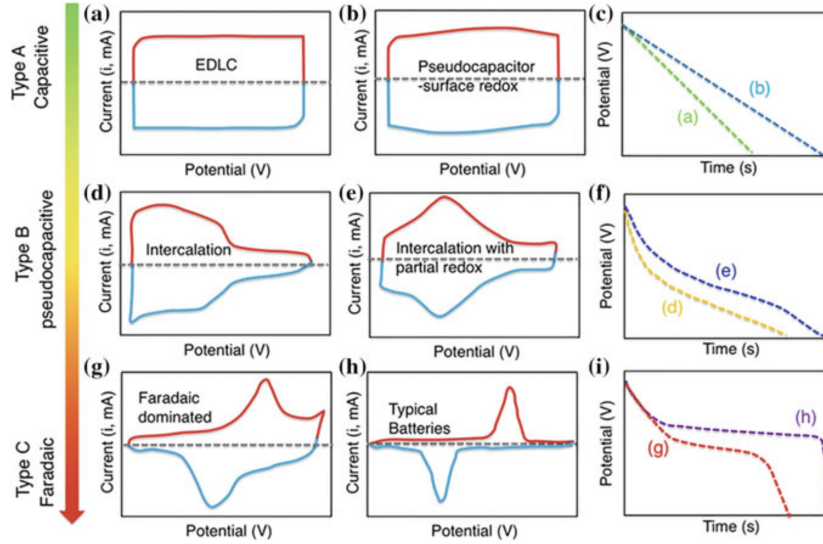 Type A
Capacitive
(a)
Current (i, mA)
EDLC
Potential (V)
(b)
Current (i, mA)
Pseudocapacitor
-surface redox
Potential (V)
(c)
Potential (V)
(b)
(a)
Time (s)
Type B
pseudocapacitive
(d)
Current (i, mA)
Intercalation
Potential (V)
(e)
Current (i, mA)
Intercalation with
partial redox
Potential (V)
(f)
Potential (V)
(e)
(d)
Time (s)
Type C
Faradaic
(g)
Current (i, mA)
Faradaic
dominated
Potential (V)
(h)
Current (i, mA)
Typical
Batteries
Potential (V)
(i)
Potential (V)
(h)
(g)
Time (s)